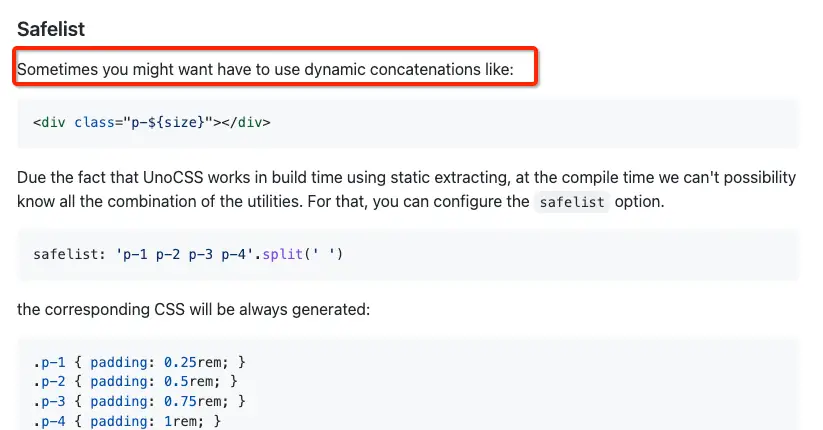 Safelist
Sometimes you might want have to use dynamic concatenations like:
<div class="p-${size}"></div>
Due the fact that UnoCSS works in build time using static extracting, at the compile time we can't possibility
know all the combination of the utilities. For that, you can configure the safelist option.
safelist: 'p-1 p-2 p-3 p-4'.split(' ')
the corresponding CSS will be always generated:
.p-1 { padding: 0.25rem; }
.p-2 { padding: 0.5rem; }
.p-3 { padding: 0.75rem; }
.p-4 { padding: 1rem; }